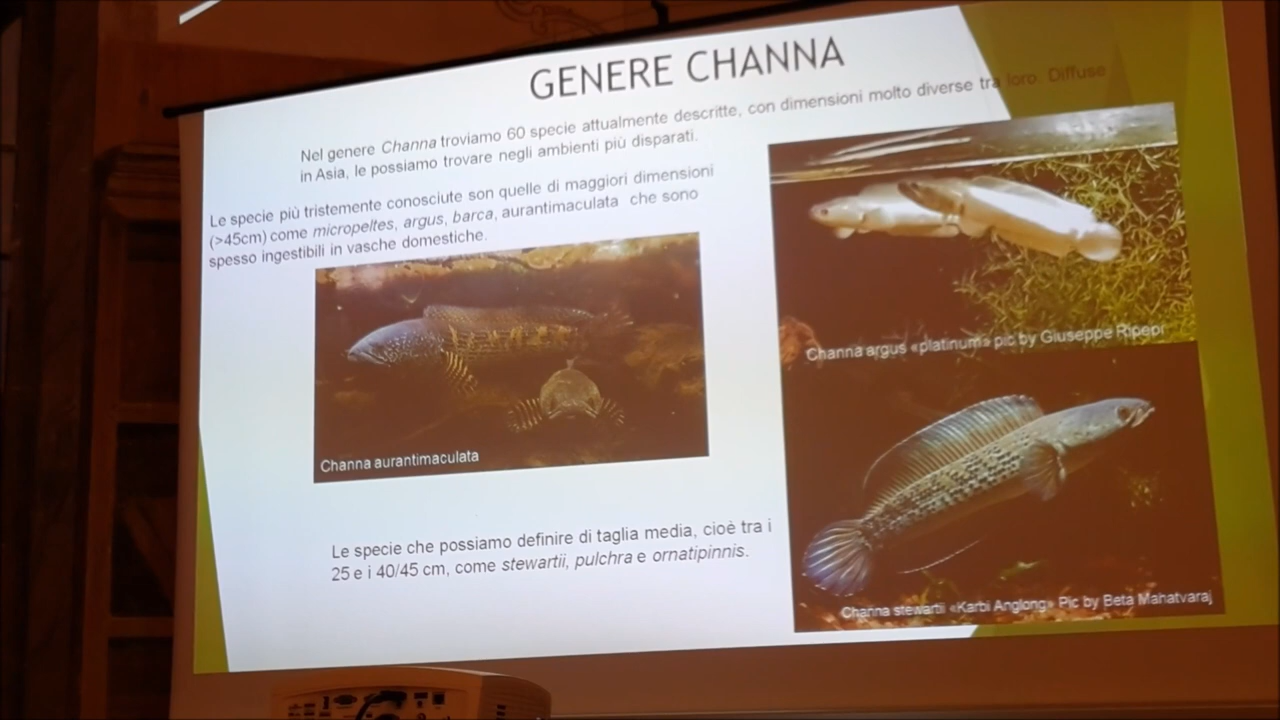 GENERE CHANNA
Nel genere Channa troviamo 60 specie attualmente descritte, con dimensioni molto diverse tra loro. Diffuse
in Asia, le possiamo trovare negli ambienti più disparati.
Le specie più tristemente conosciute son quelle di maggiori dimensioni
(>45cm) come micropeltes, argus, barca, aurantimaculata che sono
spesso ingestibili in vasche domestiche.
Channa aurantimaculata
Channa argus «platinum» pic by Giuseppe Ripepi
Le specie che possiamo definire di taglia media, cioè tra i
25 e i 40/45 cm, come stewartii, pulchra e ornatipinnis.
Channa stewartii «Karbi Anglong» Pic by Beta Mahatvaraj